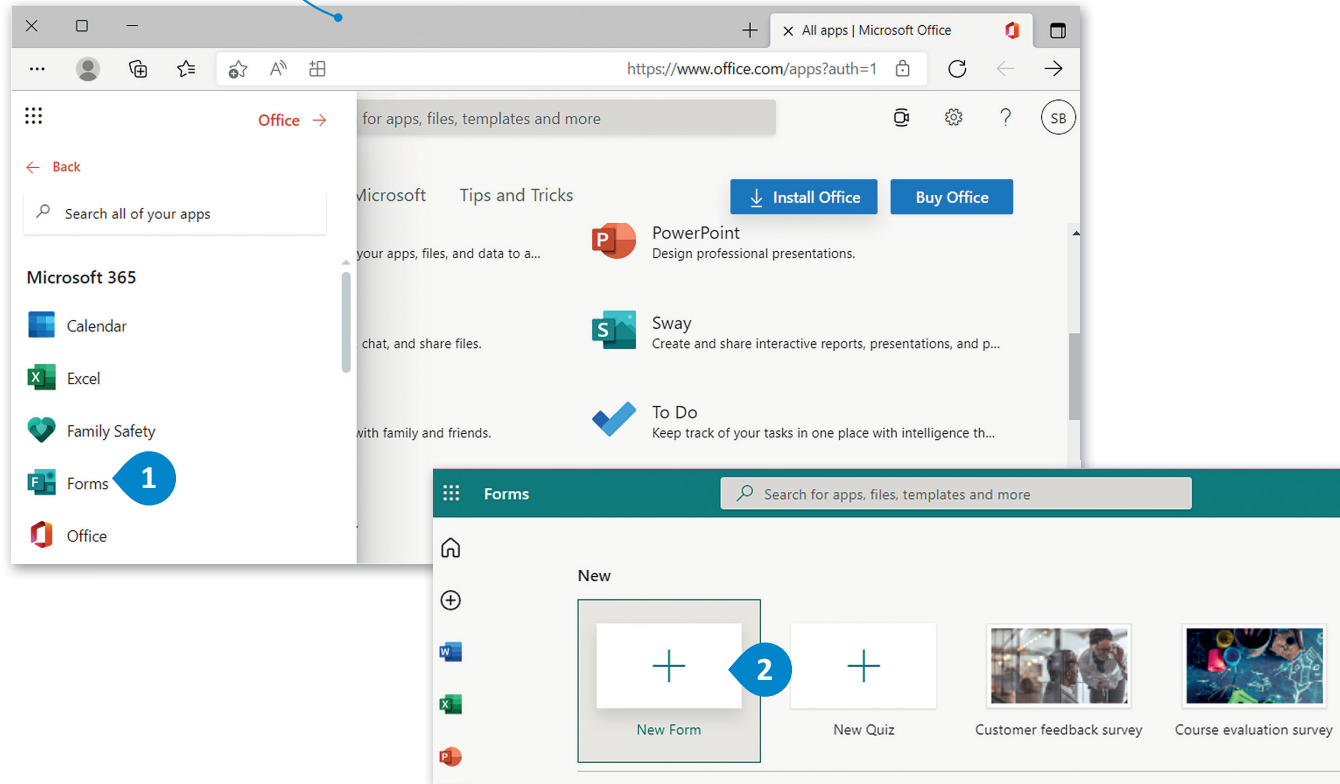 All apps | Microsoft Office
https://www.office.com/apps?auth=1
Office →
for apps, files, templates and more
SB
← Back
Search all of your apps
Microsoft
Tips and Tricks
Install Office
Buy Office
Microsoft 365
Calendar
Excel
Family Safety
Forms
1
Office
your apps, files, and data to a...
PowerPoint
Design professional presentations.
chat, and share files.
Sway
Create and share interactive reports, presentations, and p...
with family and friends.
To Do
Keep track of your tasks in one place with intelligence th...
Forms
Search for apps, files, templates and more
New
2
New Form
New Quiz
Customer feedback survey
Course evaluation survey